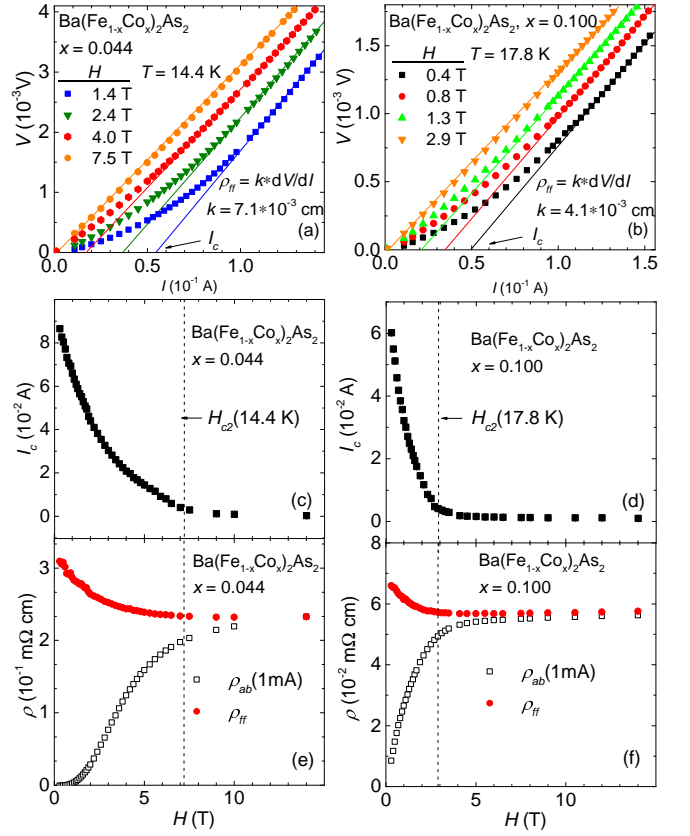 Ba(Fe₁₋ₓCoₓ)₂As₂
x = 0.044
H T = 14.4 K
1.4 T
2.4 T
4.0 T
7.5 T
ρff = k*dV/dI
k = 7.1*10⁻³ cm
(a)
Ic
V (10⁻³V)
0
1
2
3
4
0.0 0.5 1.0
I (10⁻¹ A)
Ba(Fe₁₋ₓCoₓ)₂As₂, x = 0.100
H T = 17.8 K
0.4 T
0.8 T
1.3 T
2.9 T
ρff = k*dV/dI
k = 4.1*10⁻³ cm
(b)
Ic
V (10⁻³ V)
0.00
0.75
1.50
0.0 0.5 1.0 1.5
I (10⁻¹ A)
Ba(Fe₁₋ₓCoₓ)₂As₂
x = 0.044
Hc2(14.4 K)
(c)
Ic (10⁻² A)
0
2
4
6
8
Ba(Fe₁₋ₓCoₓ)₂As₂
x = 0.100
Hc2(17.8 K)
(d)
Ic (10⁻² A)
0
2
4
6
Ba(Fe₁₋ₓCoₓ)₂As₂
x = 0.044
ρab(1mA)
ρff
(e)
ρ (10⁻¹ mΩ cm)
0
1
2
3
0 5 10
H (T)
Ba(Fe₁₋ₓCoₓ)₂As₂
x = 0.100
ρab(1mA)
ρff
(f)
ρ (10⁻² mΩ cm)
0
2
4
6
8
0 5 10
H (T)